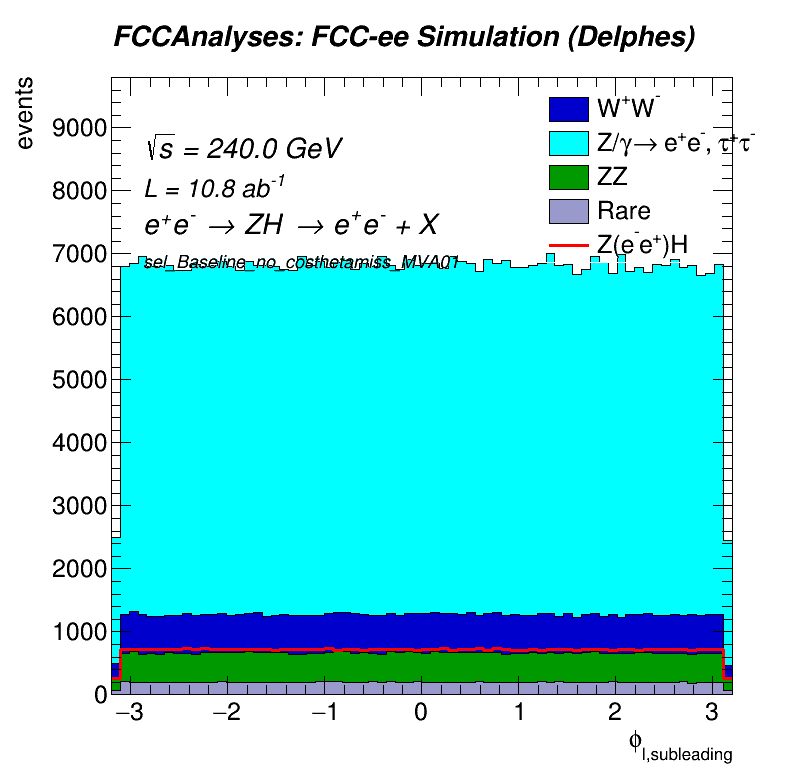 FCCAnalyses: FCC-ee Simulation (Delphes)
events
√s = 240.0 GeV
L = 10.8 ab⁻¹
e⁺e⁻ → ZH → e⁺e⁻ + X
sel_Baseline_no_costhetamiss_MVA01
W⁺W⁻
Z/γ→ e⁺e⁻, τ⁺τ⁻
ZZ
Rare
Z(e⁻e⁺)H
9000
8000
7000
6000
5000
4000
3000
2000
1000
0
−3 −2 −1 0 1 2 3
ϕ l,subleading